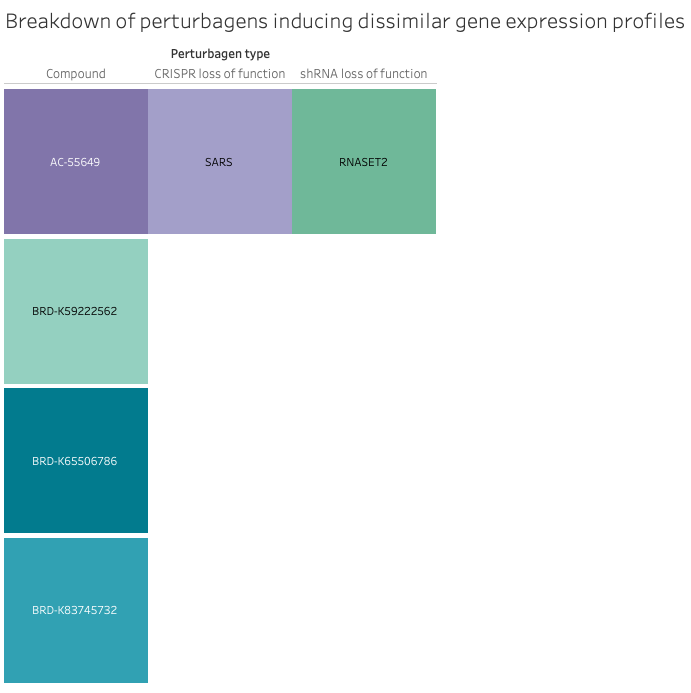 Breakdown of perturbagens inducing dissimilar gene expression profiles
Perturbagen type
Compound CRISPR loss of function shRNA loss of function
AC-55649 SARS RNASET2
BRD-K59222562
BRD-K65506786
BRD-K83745732